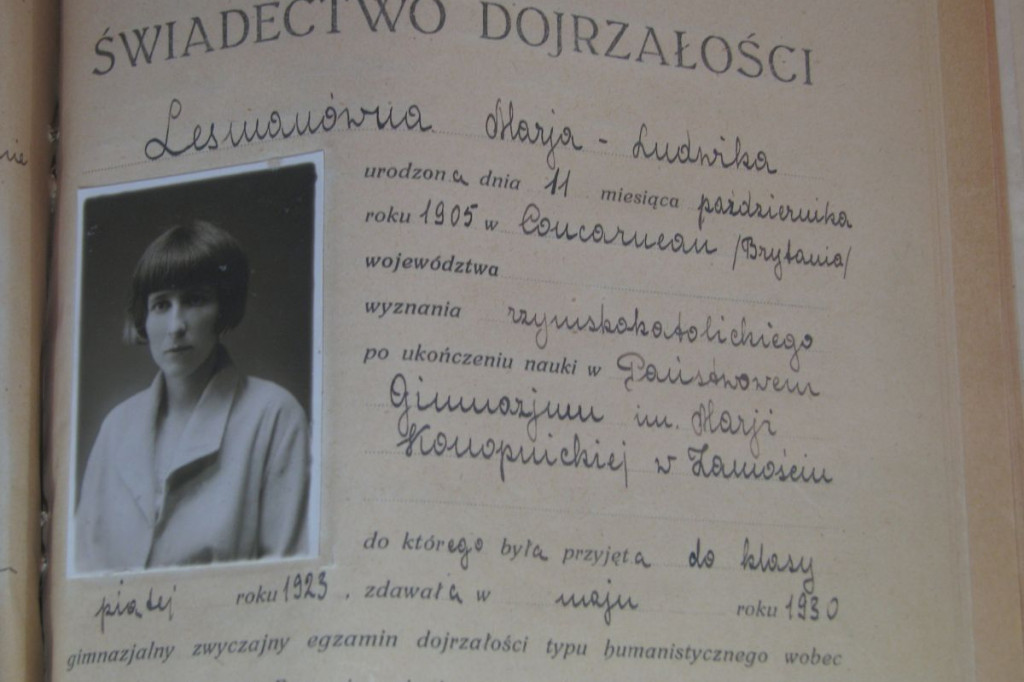 ŚWIADECTWO DOJRZAŁOŚCI
Lesmanówna Marja - Ludwika
urodzona dnia 11 miesiąca października
roku 1905 w Concarneau /Brytania/
województwa
wyznania rzymskokatolickiego
po ukończeniu nauki w Państwowem
Gimnazjum im. Marji
Konopnickiej w Zamościu
do którego była przyjęta do klasy
piątej roku 1923, zdawała w maju roku 1930
gimnazjalny zwyczajny egzamin dojrzałości typu humanistycznego wobec